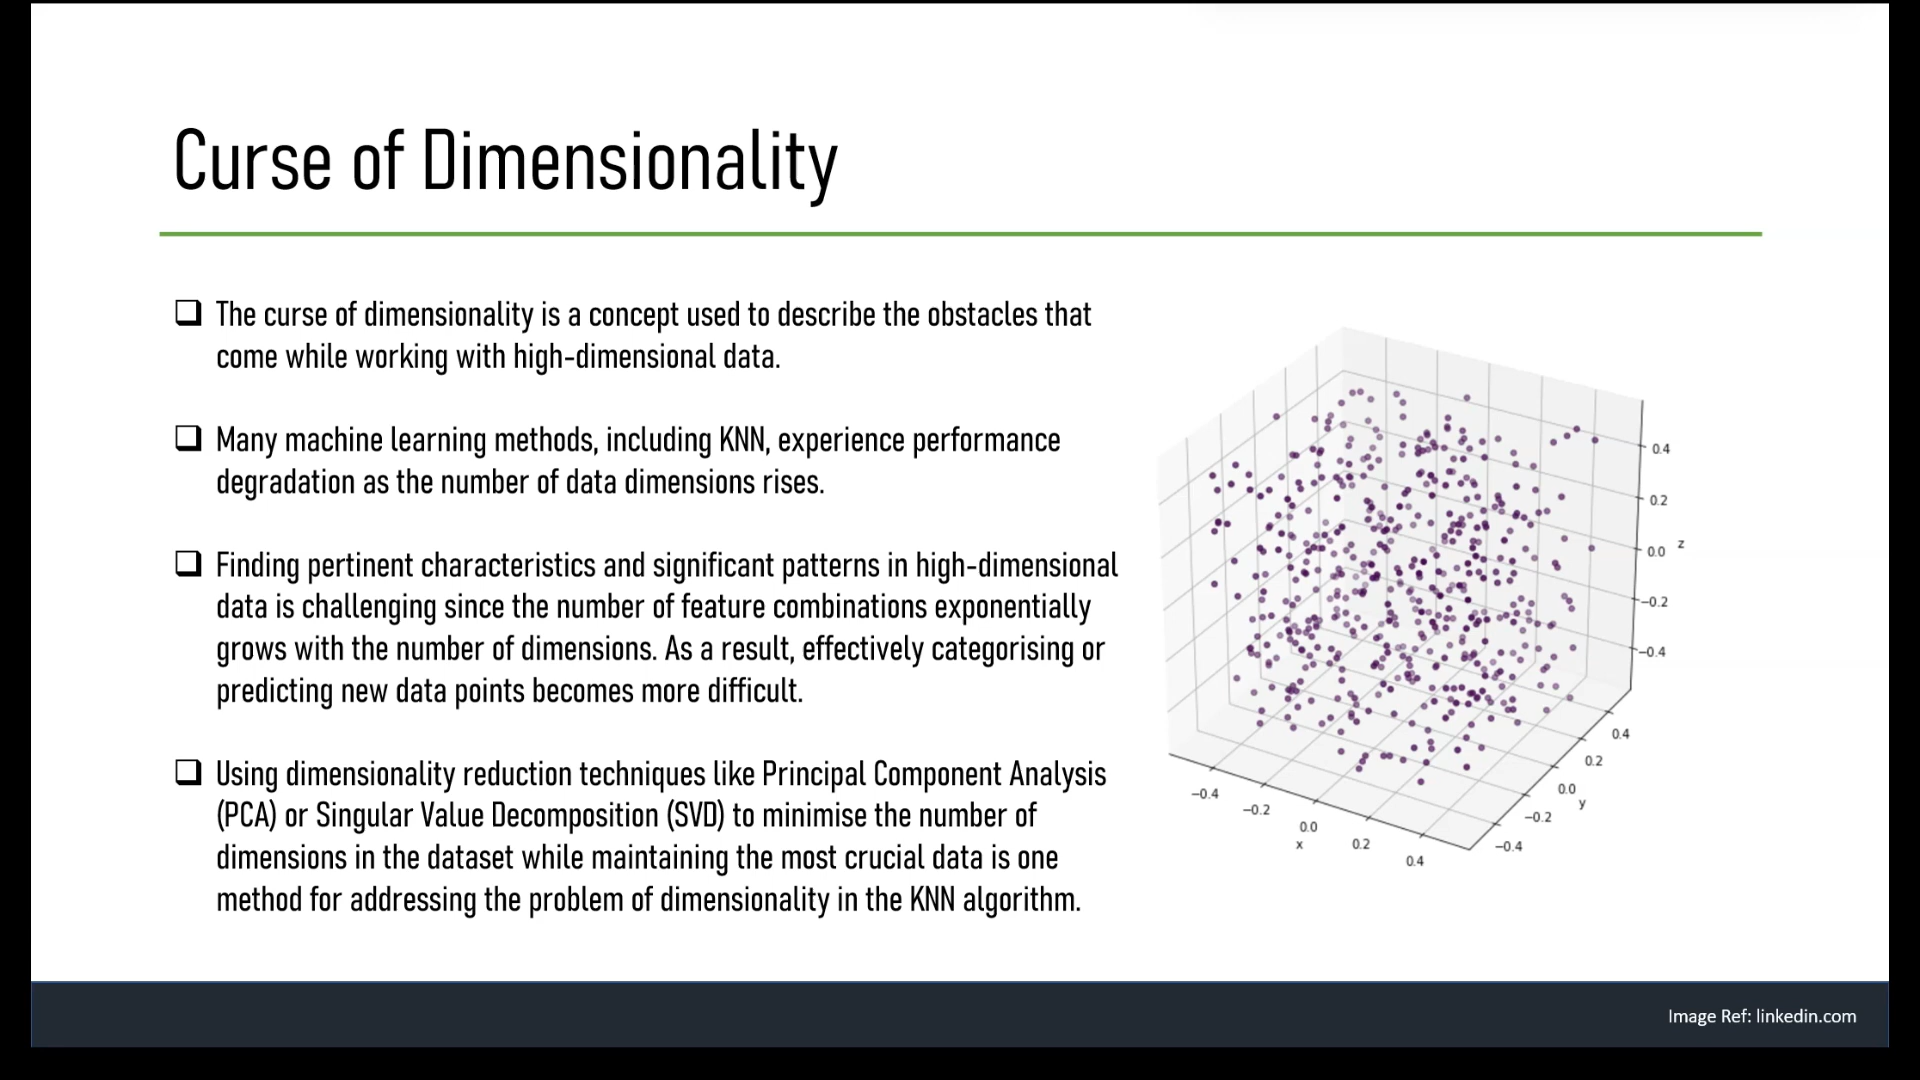 Curse of Dimensionality
The curse of dimensionality is a concept used to describe the obstacles that
come while working with high-dimensional data.
Many machine learning methods, including KNN, experience performance
degradation as the number of data dimensions rises.
Finding pertinent characteristics and significant patterns in high-dimensional
data is challenging since the number of feature combinations exponentially
grows with the number of dimensions. As a result, effectively categorising or
predicting new data points becomes more difficult.
Using dimensionality reduction techniques like Principal Component Analysis
(PCA) or Singular Value Decomposition (SVD) to minimise the number of
dimensions in the dataset while maintaining the most crucial data is one
method for addressing the problem of dimensionality in the KNN algorithm.
0.4
0.2
0.0 z
−0.2
−0.4
0.4
0.2
0.0
y
−0.2
−0.4
−0.4
−0.2
0.0
x
0.2
0.4
Image Ref: linkedin.com